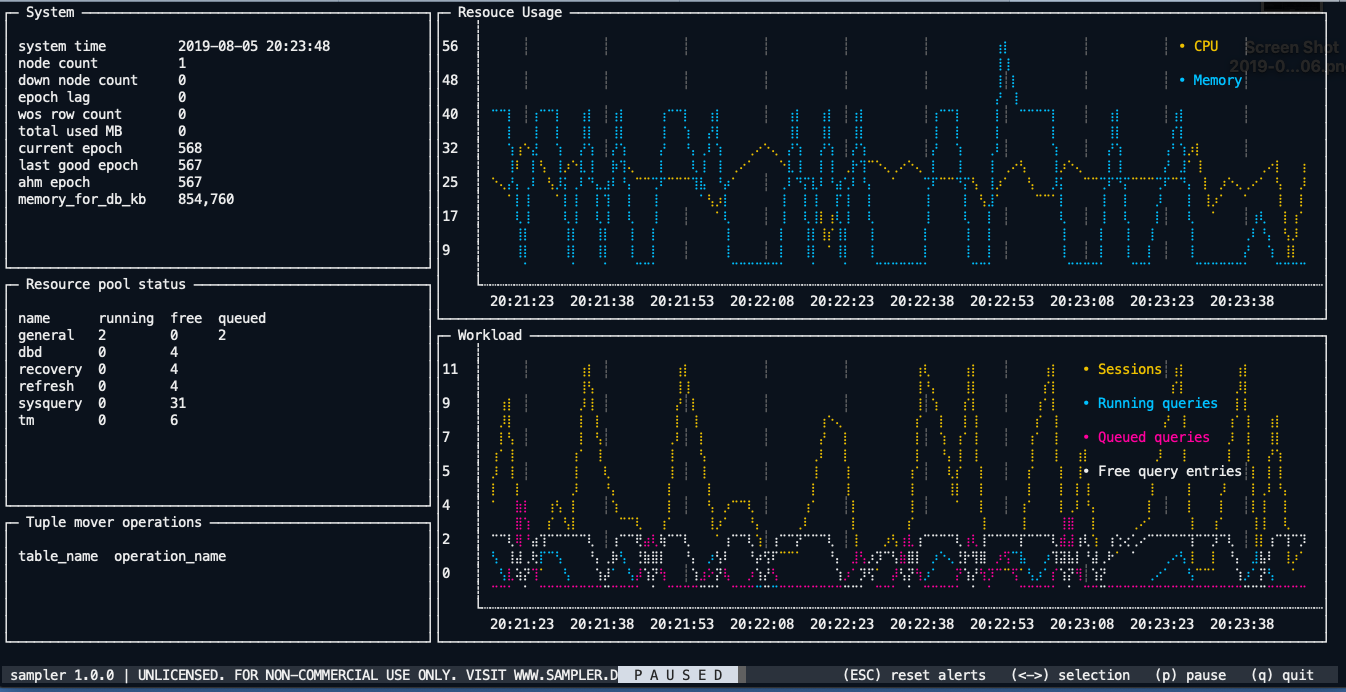 System
system time 2019-08-05 20:23:48
node count 1
down node count 0
epoch lag 0
wos row count 0
total used MB 0
current epoch 568
last good epoch 567
ahm epoch 567
memory_for_db_kb 854,760
Resource pool status
name running free queued
general 2 0 2
dbd 0 4
recovery 0 4
refresh 0 4
sysquery 0 31
tm 0 6
Tuple mover operations
table_name operation_name
Resouce Usage
56
48
40
32
25
17
9
• CPU
• Memory
Screen Shot
2019-0...06.pn
20:21:23 20:21:38 20:21:53 20:22:08 20:22:23 20:22:38 20:22:53 20:23:08 20:23:23 20:23:38
Workload
11
9
7
5
4
2
0
• Sessions
• Running queries
• Queued queries
• Free query entries
20:21:23 20:21:38 20:21:53 20:22:08 20:22:23 20:22:38 20:22:53 20:23:08 20:23:23 20:23:38
sampler 1.0.0 | UNLICENSED. FOR NON-COMMERCIAL USE ONLY. VISIT WWW.SAMPLER.D P A U S E D (ESC) reset alerts (<->) selection (p) pause (q) quit